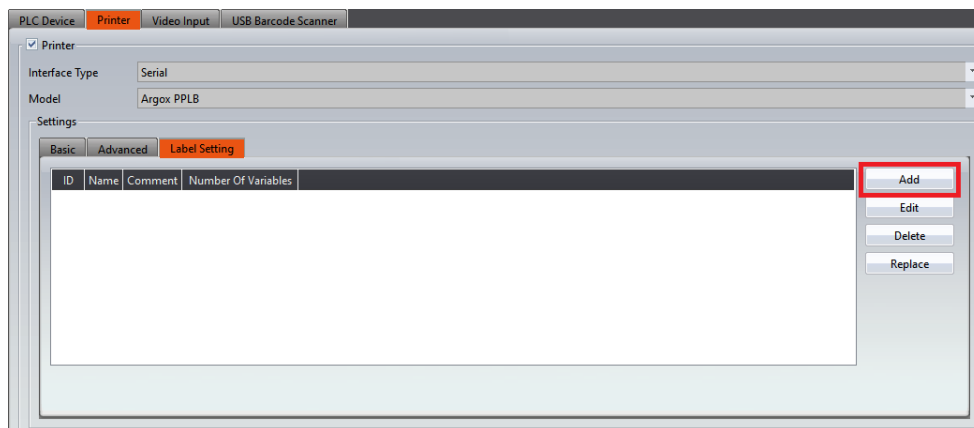 PLC Device Printer Video Input USB Barcode Scanner
Printer
Interface Type Serial
Model Argox PPLB
Settings
Basic Advanced Label Setting
ID Name Comment Number Of Variables
Add
Edit
Delete
Replace